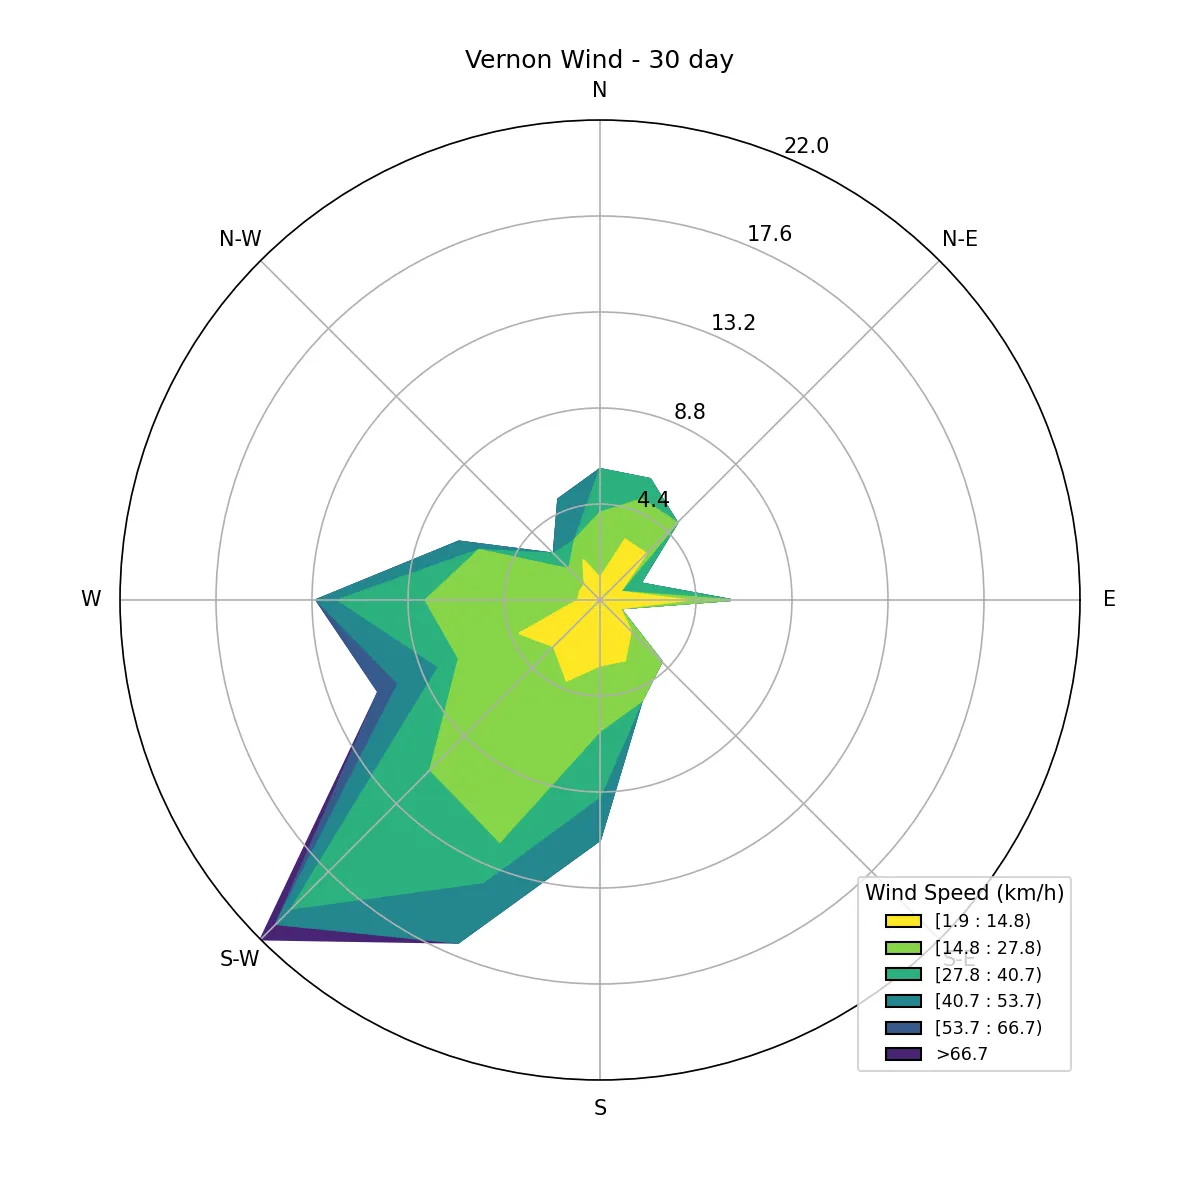 Vernon Wind - 30 day
N
22.0
N-W
17.6
N-E
13.2
8.8
4.4
W
E
S-W
S-E
S
Wind Speed (km/h)
[1.9 : 14.8)
[14.8 : 27.8)
[27.8 : 40.7)
[40.7 : 53.7)
[53.7 : 66.7)
>66.7